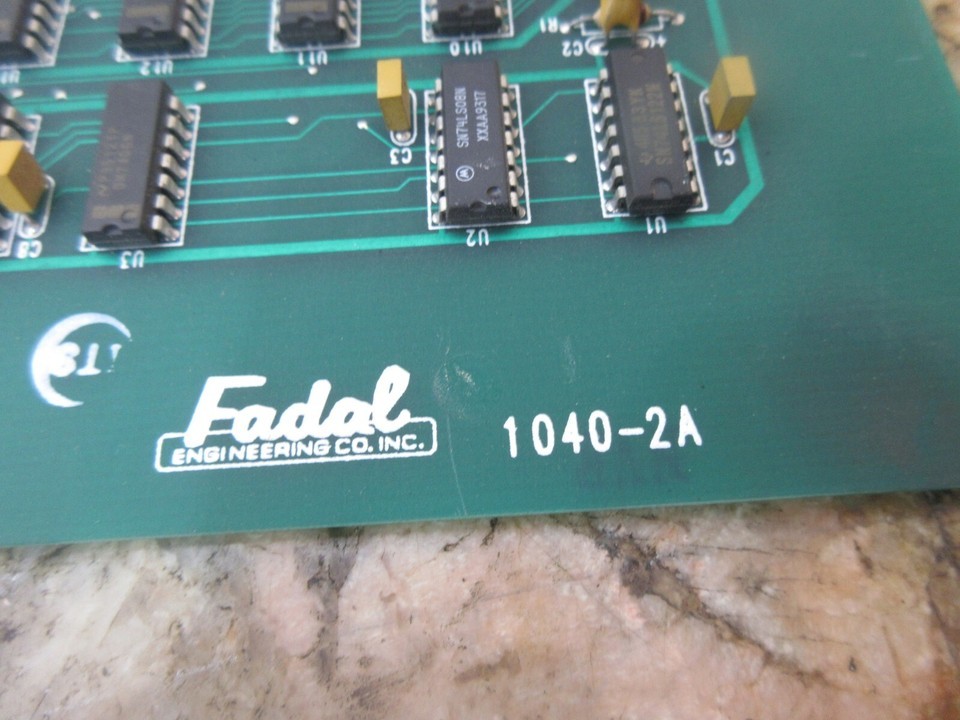 U12
U11
U10
R1
C2
C3
SN74LS08N
XXAA9317
C1
C8
U3
U2
U1
Fadal
ENGINEERING CO. INC.
1040-2A